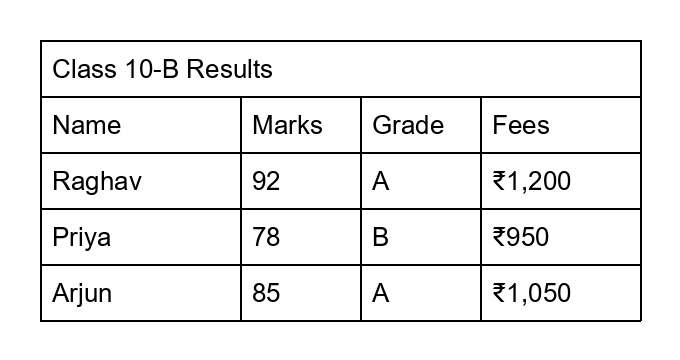 Class 10-B Results
Name Marks Grade Fees
Raghav 92 A ₹1,200
Priya 78 B ₹950
Arjun 85 A ₹1,050